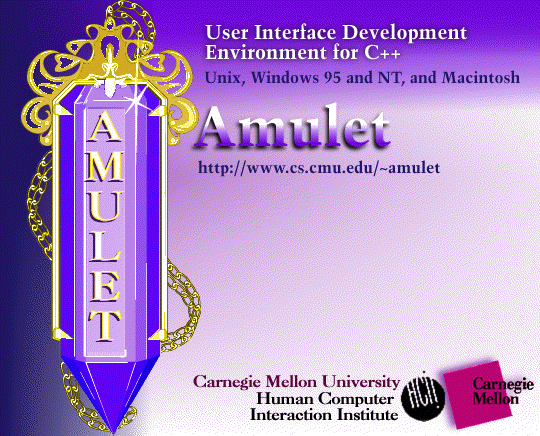 User Interface Development
Environment for C++
Unix, Windows 95 and NT, and Macintosh
Amulet
http://www.cs.cmu.edu/~amulet
AMULET
Carnegie Mellon University
Human Computer
Interaction Institute
HCII
Carnegie
Mellon